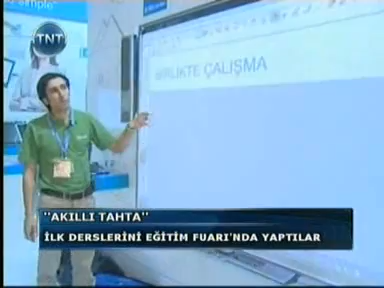 TNT
BİRLİKTE ÇALIŞMA
"AKILLI TAHTA"
İLK DERSLERİNİ EĞİTİM FUARI'NDA YAPTILAR